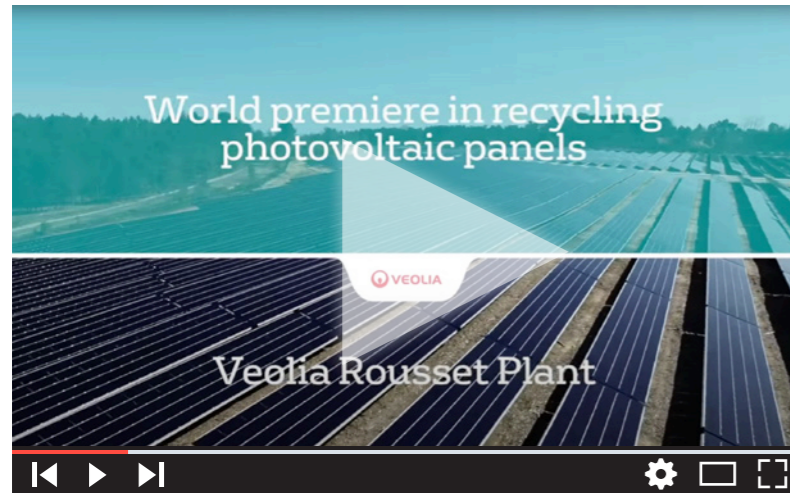 World premiere in recycling
photovoltaic panels
VEOLIA
Veolia Rousset Plant